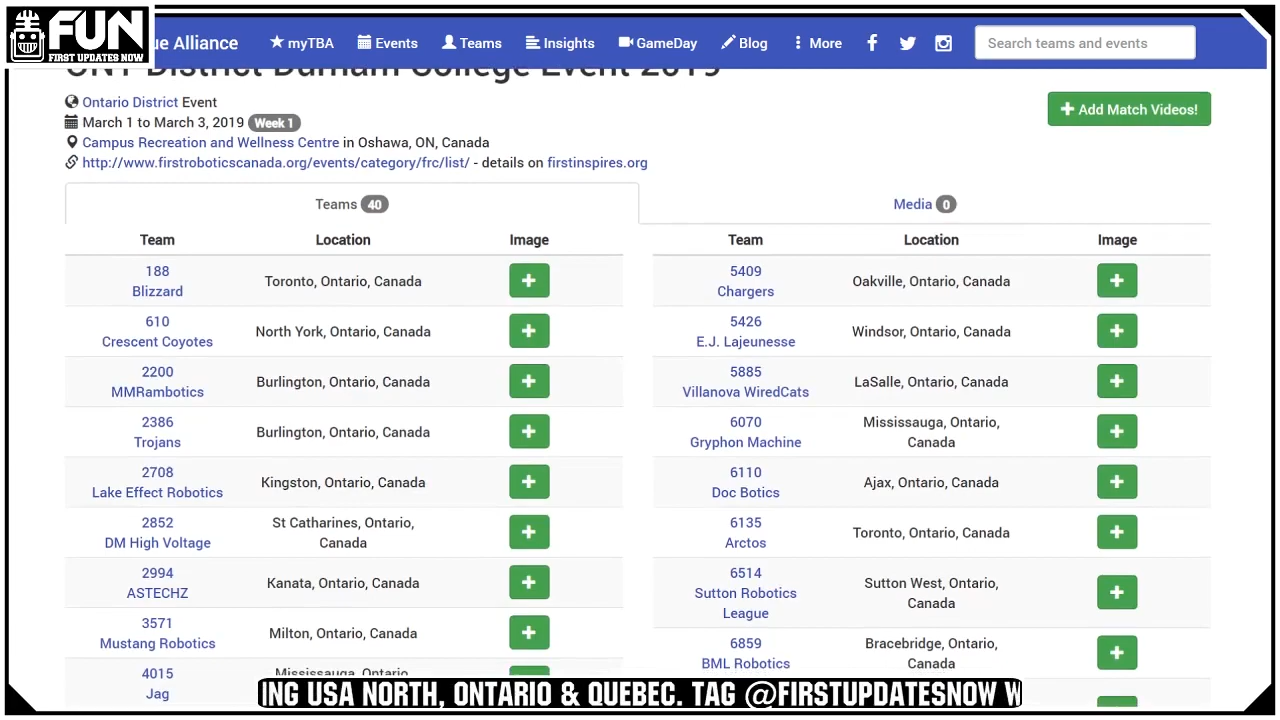 FUN
FIRST UPDATES NOW
ue Alliance
myTBA
Events
Teams
Insights
GameDay
Blog
More
Search teams and events
ONT District Durham College Event 2019
Ontario District Event
March 1 to March 3, 2019 Week 1
Campus Recreation and Wellness Centre in Oshawa, ON, Canada
http://www.firstroboticscanada.org/events/category/frc/list/ - details on firstinspires.org
+ Add Match Videos!
Teams 40
Media 0
Team Location Image
188
Blizzard
Toronto, Ontario, Canada
610
Crescent Coyotes
North York, Ontario, Canada
2200
MMRambotics
Burlington, Ontario, Canada
2386
Trojans
Burlington, Ontario, Canada
2708
Lake Effect Robotics
Kingston, Ontario, Canada
2852
DM High Voltage
St Catharines, Ontario,
Canada
2994
ASTECHZ
Kanata, Ontario, Canada
3571
Mustang Robotics
Milton, Ontario, Canada
4015
Jag
Mississauga, Ontario,
Team Location Image
5409
Chargers
Oakville, Ontario, Canada
5426
E.J. Lajeunesse
Windsor, Ontario, Canada
5885
Villanova WiredCats
LaSalle, Ontario, Canada
6070
Gryphon Machine
Mississauga, Ontario,
Canada
6110
Doc Botics
Ajax, Ontario, Canada
6135
Arctos
Toronto, Ontario, Canada
6514
Sutton Robotics
League
Sutton West, Ontario,
Canada
6859
BML Robotics
Bracebridge, Ontario,
Canada
ING USA NORTH, ONTARIO & QUEBEC. TAG @FIRSTUPDATESNOW W